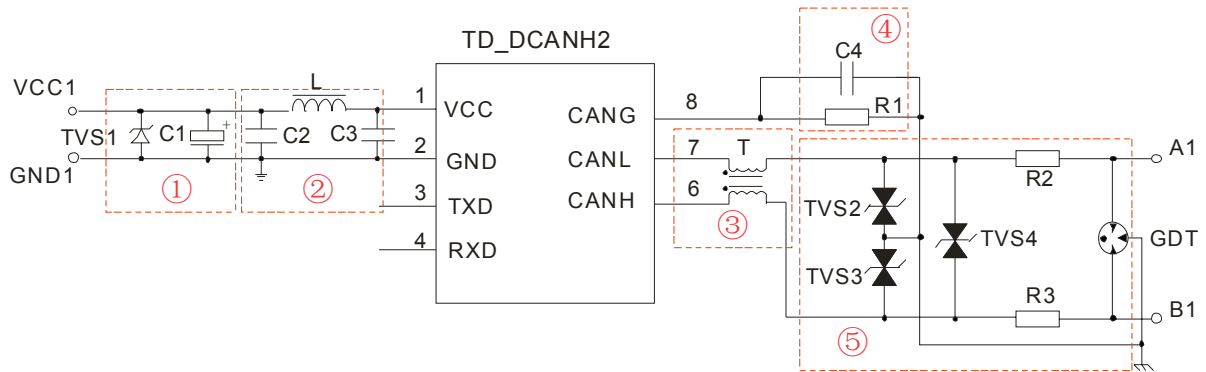 TD_DCANH2
④
C4
R1
VCC1
TVS1
C1
+
GND1
①
L
C2
C3
②
1
VCC
2
GND
3
TXD
4
RXD
CANG
8
CANL
7
CANH
6
T
③
TVS2
TVS3
TVS4
R2
R3
GDT
A1
B1
⑤